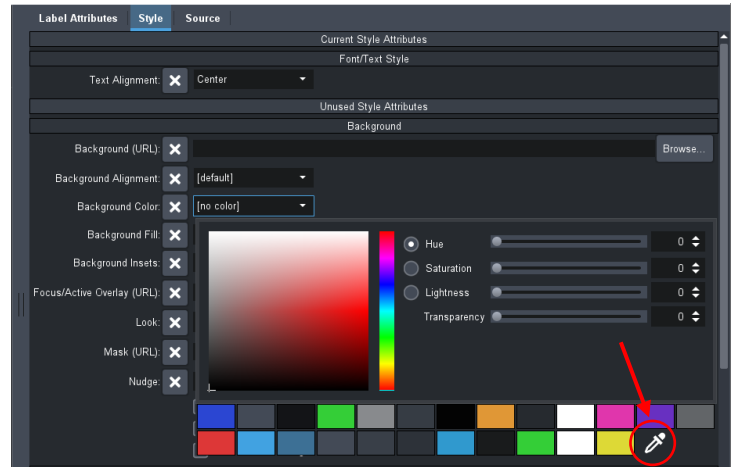 Label Attributes Style Source
Current Style Attributes
Font/Text Style
Text Alignment: Center
Unused Style Attributes
Background
Background (URL): Browse...
Background Alignment: [default]
Background Color: [no color]
Background Fill:
Hue 0
Background Insets:
Saturation 0
Focus/Active Overlay (URL):
Lightness 0
Look:
Transparency 0
Mask (URL):
Nudge: